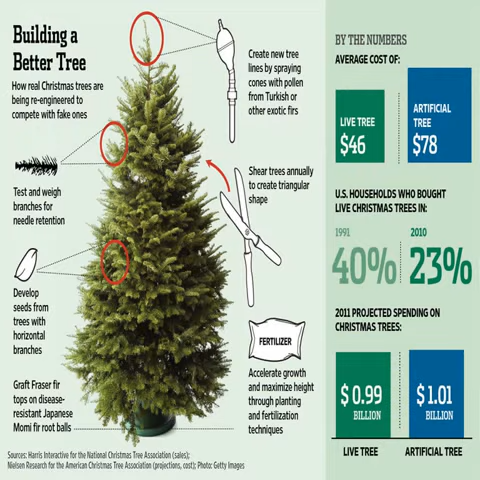 Building a
Better Tree
How real Christmas trees are
being re-engineered to
compete with fake ones
Create new tree
lines by spraying
cones with pollen
from Turkish or
other exotic firs
Test and weigh
branches for
needle retention
Shear trees annually
to create triangular
shape
Develop
seeds from
trees with
horizontal
branches
FERTILIZER
Accelerate growth
and maximize height
through planting
and fertilization
techniques
Graft Fraser fir
tops on disease-
resistant Japanese
Momi fir root balls
Sources: Harris Interactive for the National Christmas Tree Association (sales);
Nielsen Research for the American Christmas Tree Association (projections, cost); Photo: Getty Images
BY THE NUMBERS
AVERAGE COST OF:
LIVE TREE
$46
ARTIFICIAL
TREE
$78
U.S. HOUSEHOLDS WHO BOUGHT
LIVE CHRISTMAS TREES IN:
1991
40%
2010
23%
2011 PROJECTED SPENDING ON
CHRISTMAS TREES:
$0.99
BILLION
LIVE TREE
$1.01
BILLION
ARTIFICIAL TREE